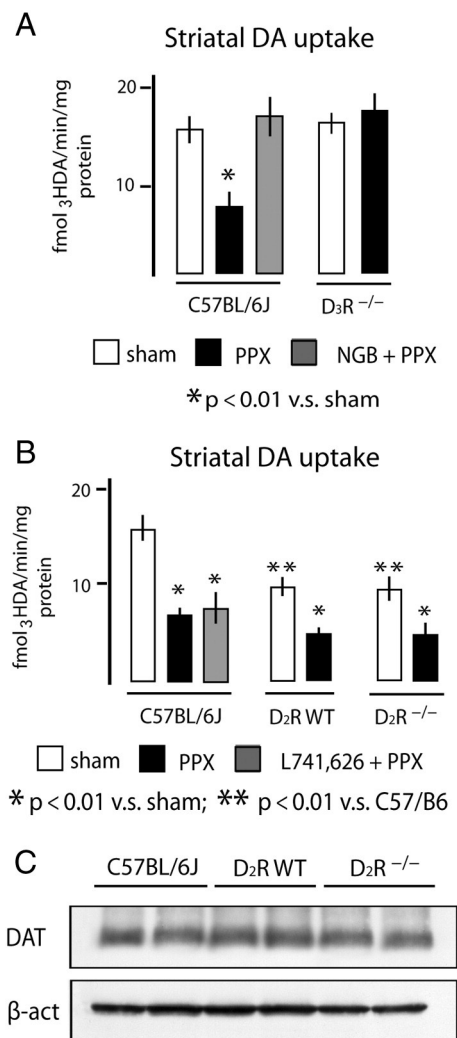 A
Striatal DA uptake
fmol 3HDA/min/mg
protein
20
10
*
C57BL/6J
D3R −/−
sham
PPX
NGB + PPX
* p < 0.01 v.s. sham
B
Striatal DA uptake
fmol 3HDA/min/mg
protein
20
10
* * ** * ** *
C57BL/6J
D2R WT
D2R −/−
sham
PPX
L741,626 + PPX
* p < 0.01 v.s. sham; ** p < 0.01 v.s. C57/B6
C
C57BL/6J
D2R WT
D2R −/−
DAT
β-act